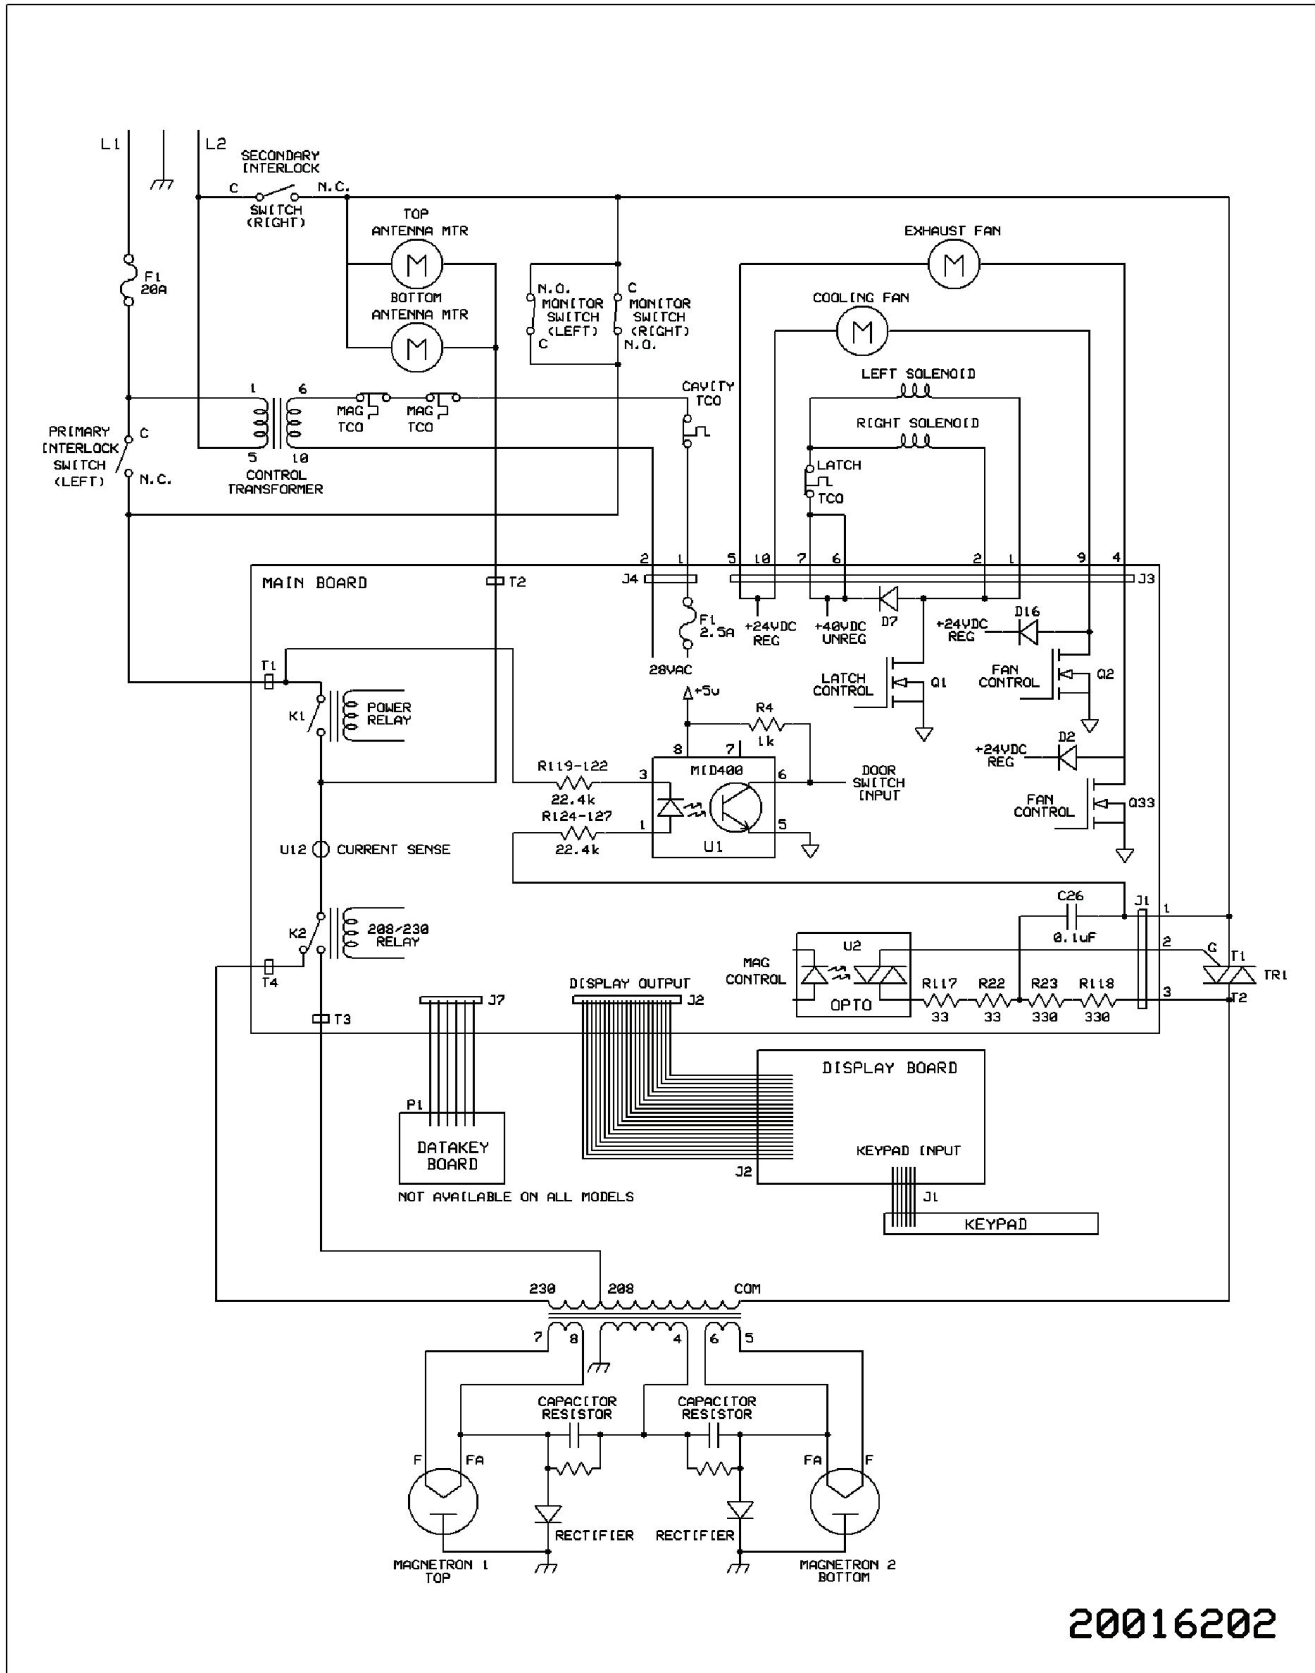 L1
L2
SECONDARY
INTERLOCK
C
N.C.
SWITCH
(RIGHT)
TOP
ANTENNA MTR
M
EXHAUST FAN
M
F1
20A
BOTTOM
ANTENNA MTR
M
N.O.
MONITOR
SWITCH
(LEFT)
C
C
MONITOR
SWITCH
(RIGHT)
N.O.
COOLING FAN
M
LEFT SOLENOID
RIGHT SOLENOID
1
6
MAG
TCO
MAG
TCO
CAVITY
TCO
PRIMARY
INTERLOCK
SWITCH
(LEFT)
C
N.C.
5
10
CONTROL
TRANSFORMER
LATCH
TCO
2
1
5
10
7
6
2
1
9
4
MAIN BOARD
T2
J4
J3
F1
2.5A
+24VDC
REG
+40VDC
UNREG
D7
+24VDC
REG
D16
28VAC
T1
K1
POWER
RELAY
+5v
R4
1k
LATCH
CONTROL
Q1
FAN
CONTROL
Q2
8
7
MID400
R119-122
22.4k
3
6
DOOR
SWITCH
INPUT
+24VDC
REG
D2
R124-127
22.4k
1
5
U1
FAN
CONTROL
Q33
U12
CURRENT SENSE
K2
208/230
RELAY
C26
0.1uF
J1
1
2
3
T4
T3
MAG
CONTROL
U2
OPTO
R117
33
R22
33
R23
330
R118
330
G
T1
TR1
T2
J7
DISPLAY OUTPUT
J2
P1
DATAKEY
BOARD
NOT AVAILABLE ON ALL MODELS
DISPLAY BOARD
KEYPAD INPUT
J2
J1
KEYPAD
230
208
COM
7
8
4
6
5
CAPACITOR
RESISTOR
CAPACITOR
RESISTOR
F
FA
FA
F
RECTIFIER
RECTIFIER
MAGNETRON 1
TOP
MAGNETRON 2
BOTTOM
20016202